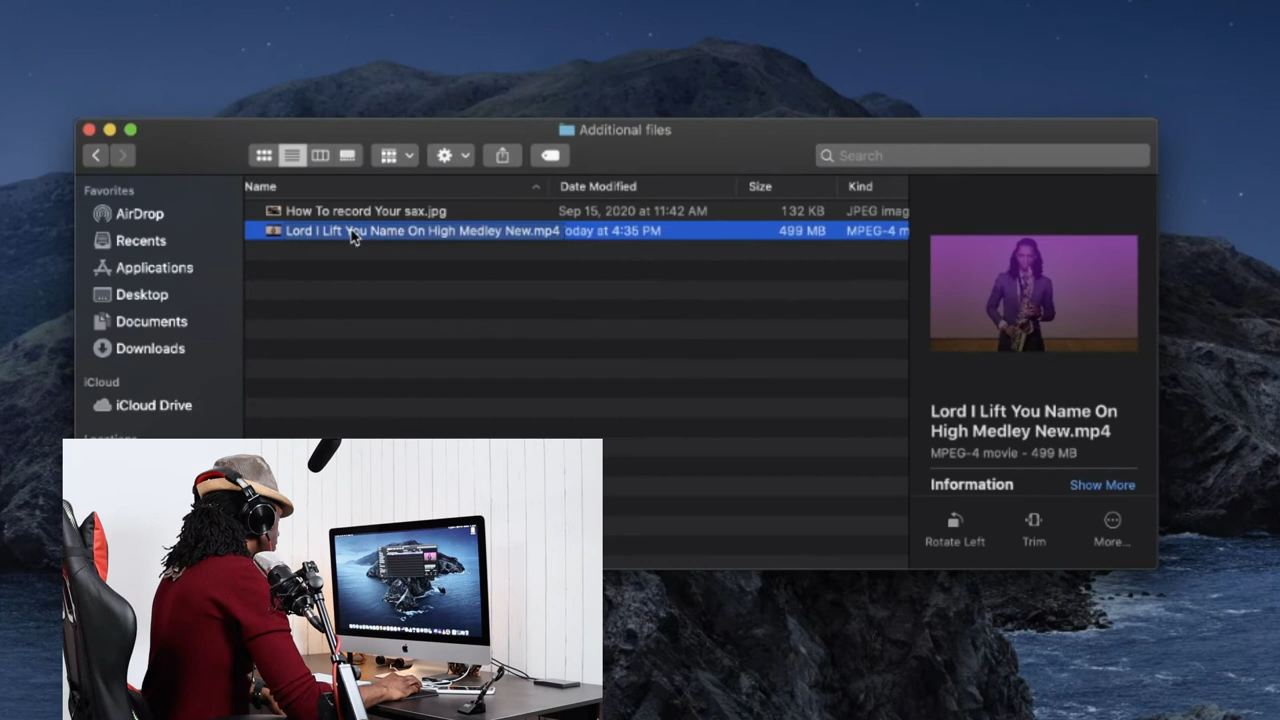 Additional files
Search
Favorites
AirDrop
Recents
Applications
Desktop
Documents
Downloads
iCloud
iCloud Drive
Name Date Modified Size Kind
How To record Your sax.jpg Sep 15, 2020 at 11:42 AM 132 KB JPEG imag
Lord I Lift You Name On High Medley New.mp4 oday at 4:35 PM 499 MB MPEG-4 m
Lord I Lift You Name On
High Medley New.mp4
MPEG-4 movie - 499 MB
Information Show More
Rotate Left Trim More...